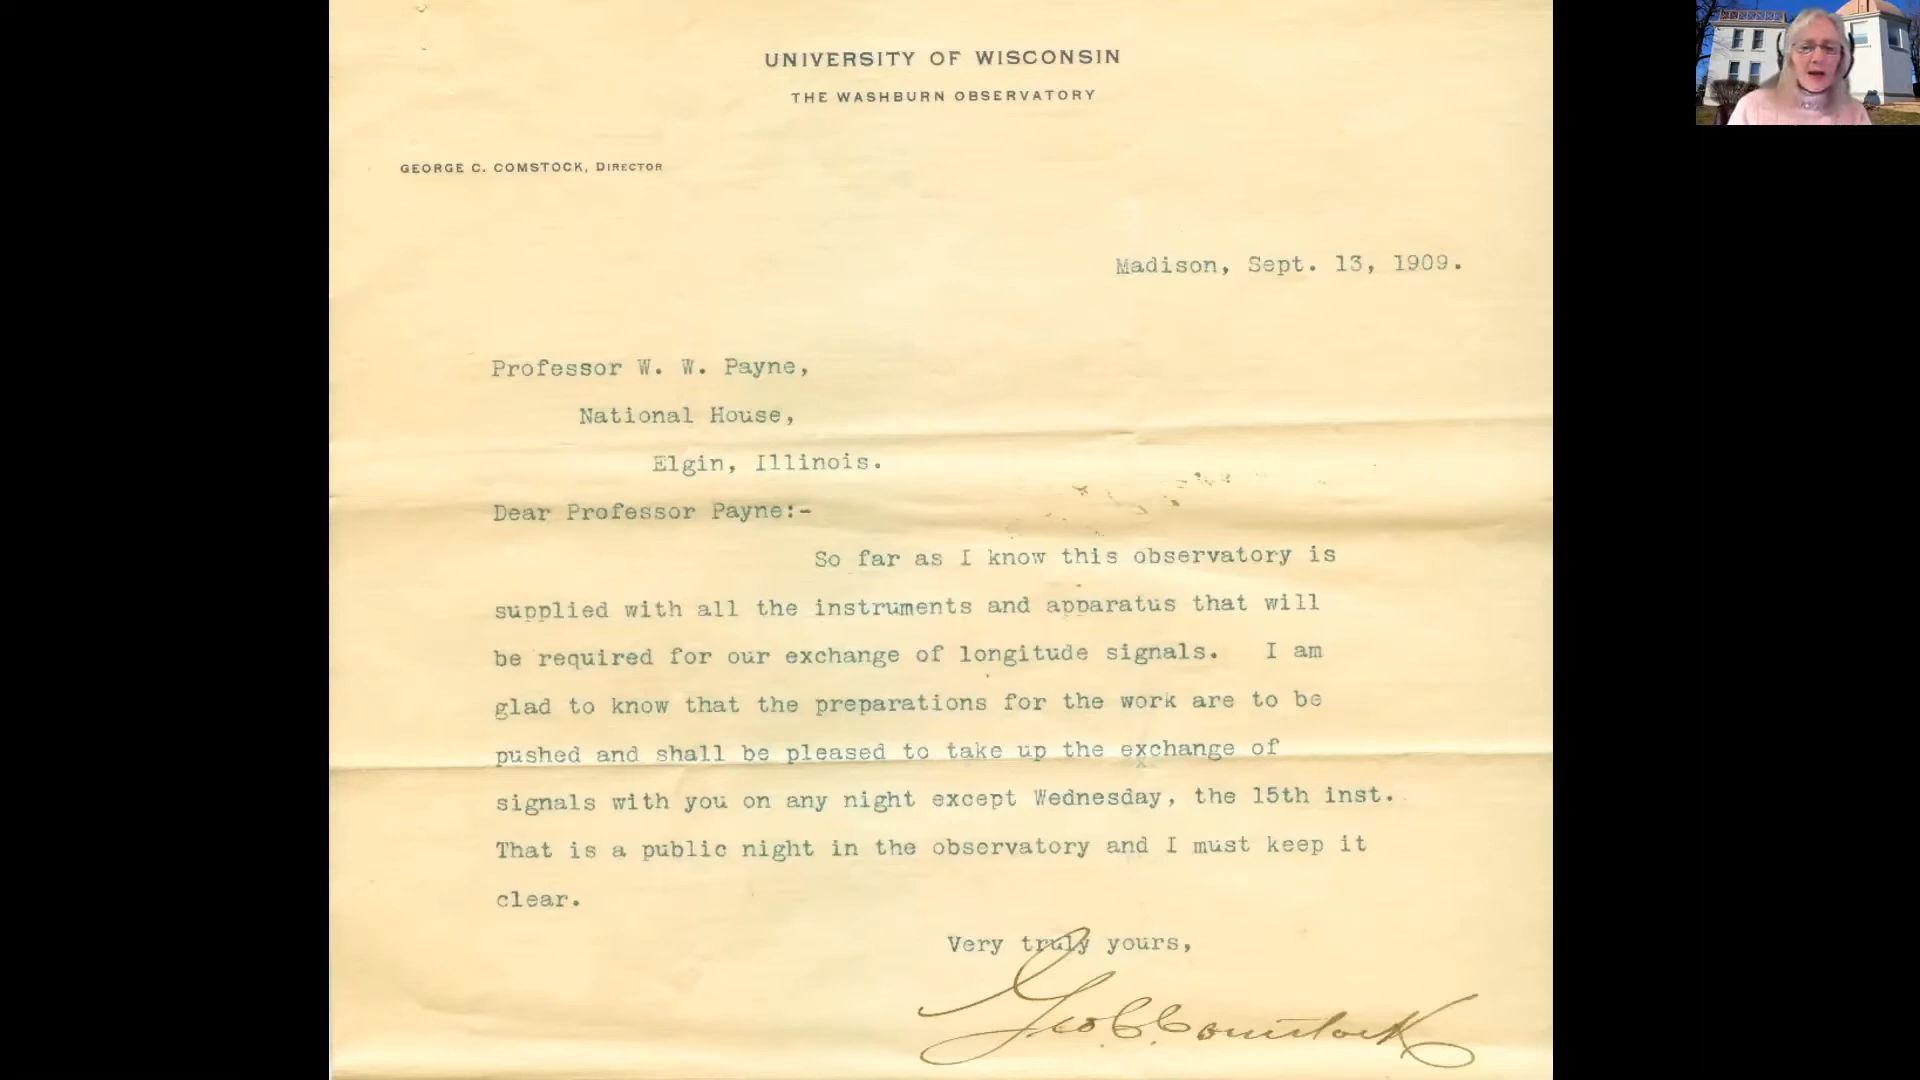 UNIVERSITY OF WISCONSIN
THE WASHBURN OBSERVATORY
GEORGE C. COMSTOCK, DIRECTOR
Madison, Sept. 13, 1909.
Professor W. W. Payne,
National House,
Elgin, Illinois.
Dear Professor Payne:-
So far as I know this observatory is
supplied with all the instruments and apparatus that will
be required for our exchange of longitude signals. I am
glad to know that the preparations for the work are to be
pushed and shall be pleased to take up the exchange of
signals with you on any night except Wednesday, the 15th inst.
That is a public night in the observatory and I must keep it
clear.
Very truly yours,
Geo. C. Comstock